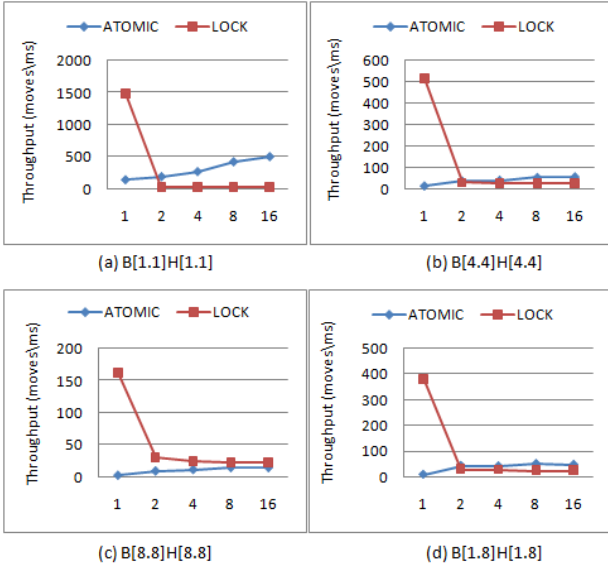 ATOMIC LOCK
Throughput (moves\ms)
2000
1500
1000
500
0
1 2 4 8 16
(a) B[1.1]H[1.1]
ATOMIC LOCK
Throughput (moves\ms)
600
500
400
300
200
100
0
1 2 4 8 16
(b) B[4.4]H[4.4]
ATOMIC LOCK
Throughput (moves\ms)
200
150
100
50
0
1 2 4 8 16
(c) B[8.8]H[8.8]
ATOMIC LOCK
Throughput (moves\ms)
500
400
300
200
100
0
1 2 4 8 16
(d) B[1.8]H[1.8]